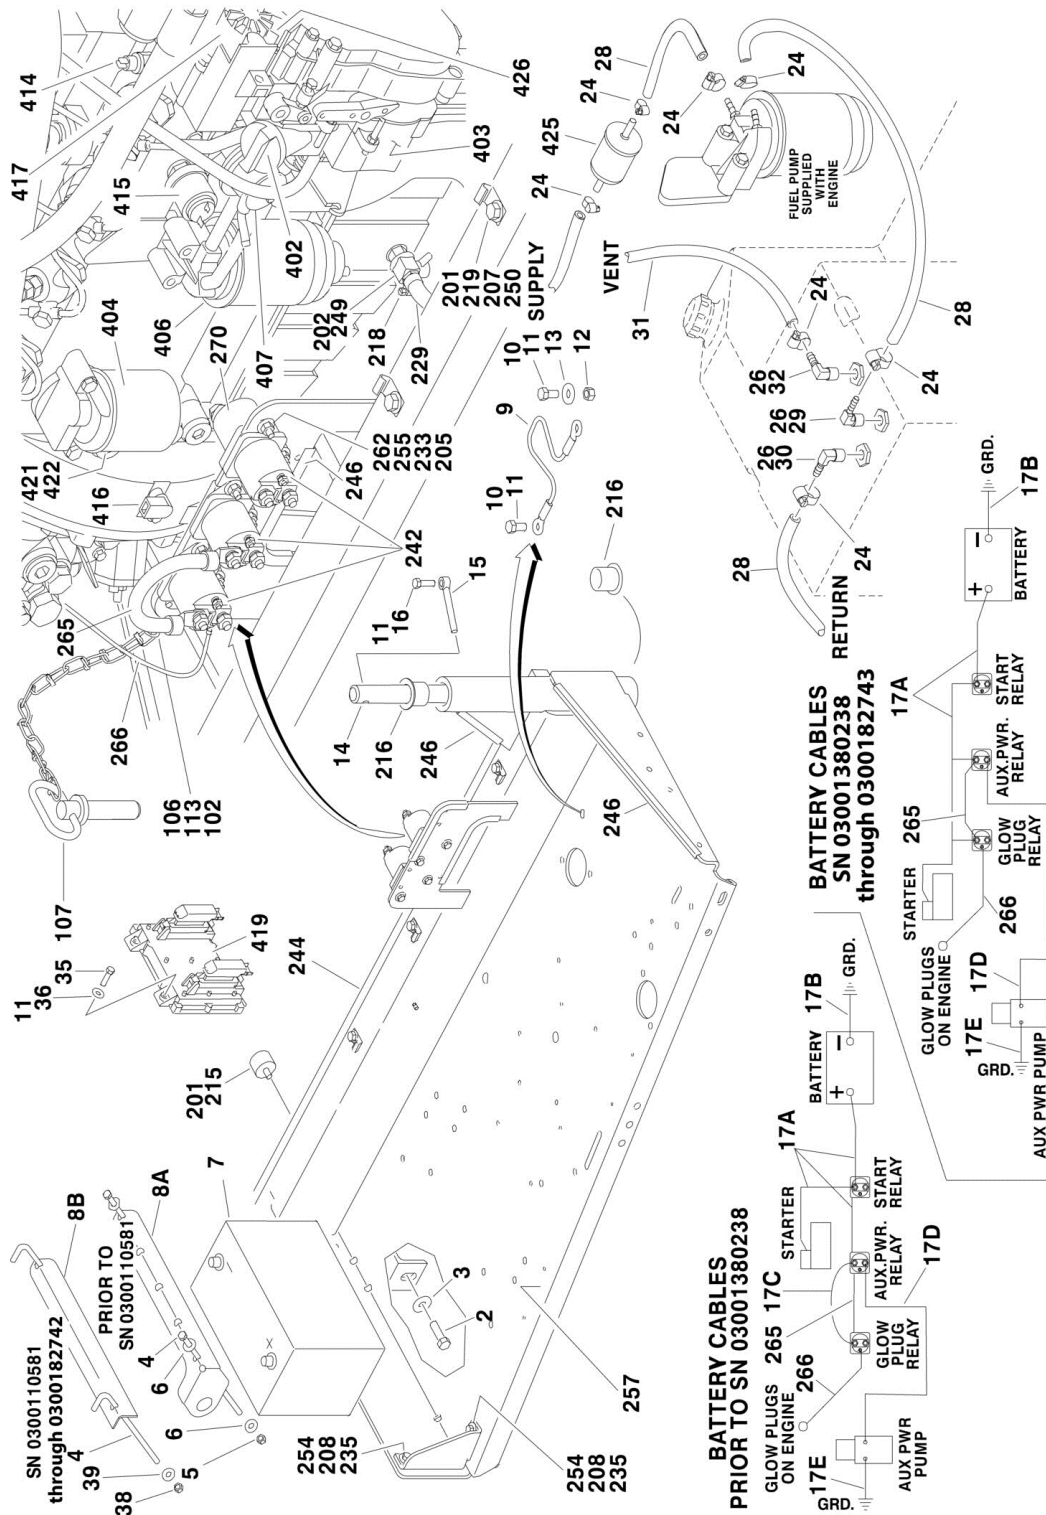 414
417
415
426
403
402
404
406
407
270
202
249
218
229
201
219
207
250
421
422
416
246
262
255
233
205
242
265
266
106
113
102
107
11
36
35
419
244
201
215
7
8A
8B
PRIOR TO
SN 0300110581
SN 0300110581
through 0300182742
4
6
4
39
38
6
5
254
208
235
254
208
235
3
2
257
14
216
246
246
11
16
15
10
11
9
10
11
13
12
216
SUPPLY
24
425
24
28
24
24
FUEL PUMP
SUPPLIED
WITH
ENGINE
VENT
31
24
26
32
28
24
26
29
26
30
24
28
RETURN
BATTERY CABLES
SN 03001380238
through 0300182743
17A
17B
GRD.
+
−
BATTERY
START
RELAY
AUX.PWR.
RELAY
265
GLOW
PLUG
RELAY
STARTER
266
GLOW PLUGS
ON ENGINE
17D
17E
GRD.
AUX PWR PUMP
BATTERY CABLES
PRIOR TO SN 03001380238
GLOW PLUGS
ON ENGINE
266
265
17C
STARTER
17A
BATTERY
+
−
17B
GRD.
START
RELAY
AUX.PWR.
RELAY
17D
GLOW
PLUG
RELAY
17E
GRD.
AUX PWR
PUMP